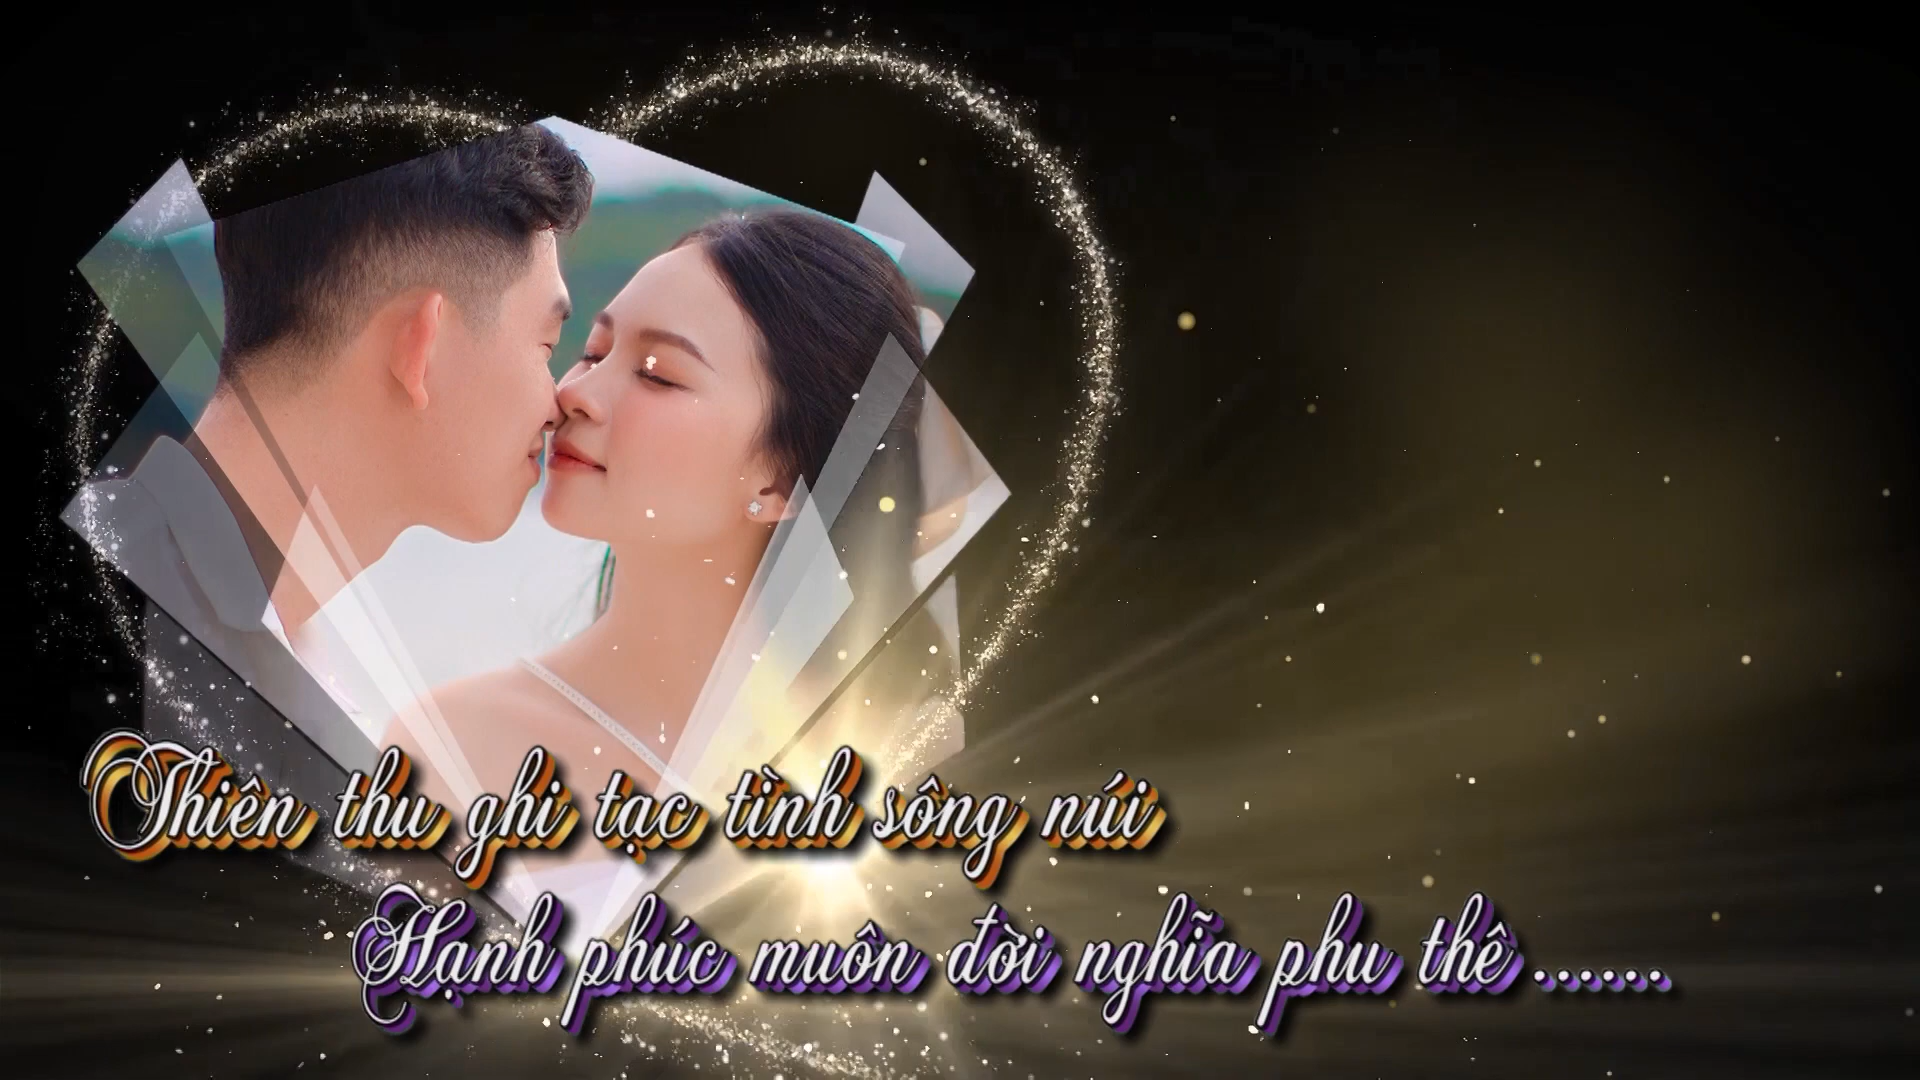 Thiên thu ghi tạc tình sông núi
Hạnh phúc muôn đời nghĩa phu thê ......